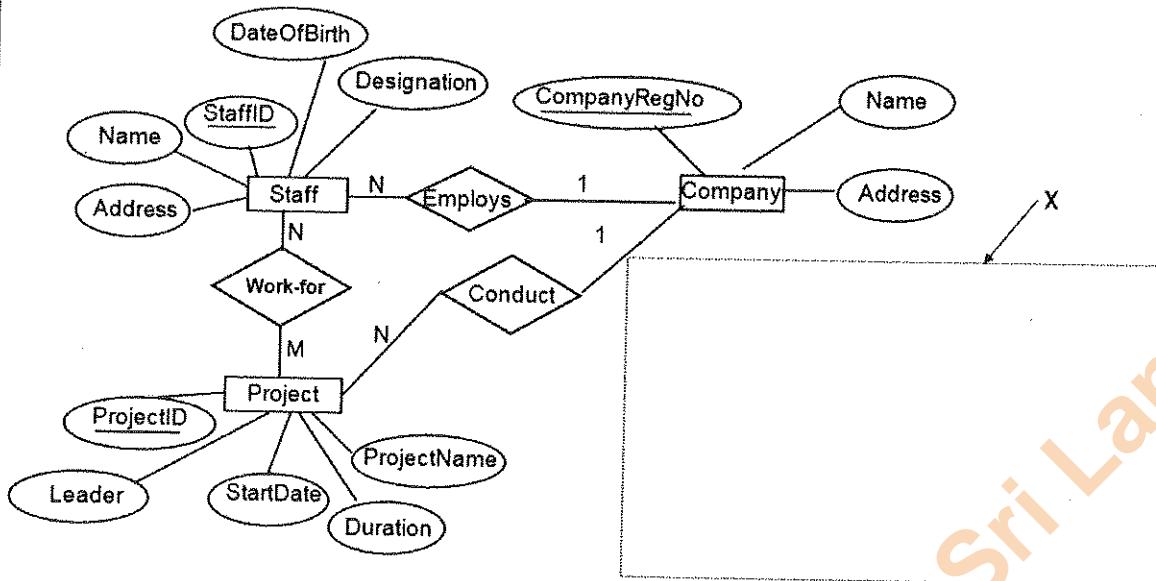 DateOfBirth
Designation
StaffID
Name
Address
Staff
N
Employs
1
CompanyRegNo
Name
Company
Address
X
N
Work-for
M
1
Conduct
N
Project
ProjectID
Leader
StartDate
Duration
ProjectName
Sri Lan